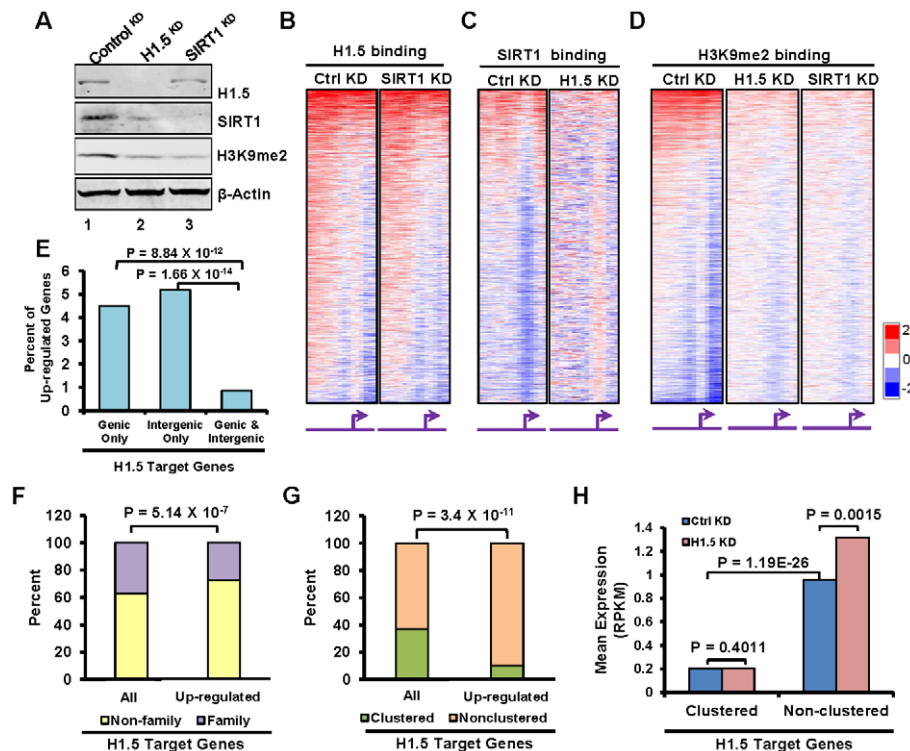 A
Control KD
H1.5 KD
SIRT1 KD
H1.5
SIRT1
H3K9me2
β-Actin
1 2 3
B
H1.5 binding
Ctrl KD SIRT1 KD
C
SIRT1 binding
Ctrl KD H1.5 KD
D
H3K9me2 binding
Ctrl KD H1.5 KD SIRT1 KD
2
0
-2
E
P = 8.84 X 10-12
P = 1.66 X 10-14
Percent of
Up-regulated Genes
6
5
4
3
2
1
0
Genic Only
Intergenic Only
Genic & Intergenic
H1.5 Target Genes
F
P = 5.14 X 10-7
Percent
120
100
80
60
40
20
0
All Up-regulated
Non-family Family
H1.5 Target Genes
G
P = 3.4 X 10-11
Percent
120
100
80
60
40
20
0
All Up-regulated
Clustered Nonclustered
H1.5 Target Genes
H
Ctrl KD
H1.5 KD
P = 0.0015
P = 1.19E-26
P = 0.4011
Mean Expression
(RPKM)
1.4
1.2
1
0.8
0.6
0.4
0.2
0
Clustered Non-clustered
H1.5 Target Genes